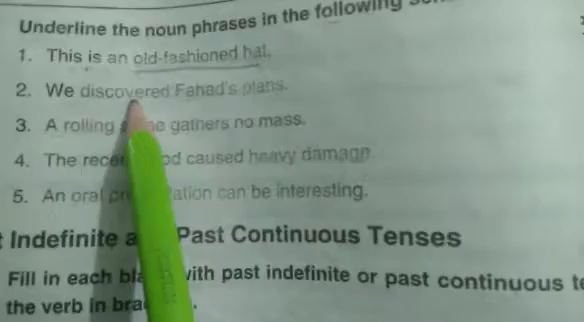 Underline the noun phrases in the following
1. This is an old-fashioned hat.
2. We discovered Fahad's plans.
3. A rolling gathers no mass.
4. The caused heavy damage.
5. An oral can be interesting.
Indefinite Past Continuous Tenses
Fill in each with past indefinite or past continuous
the verb in